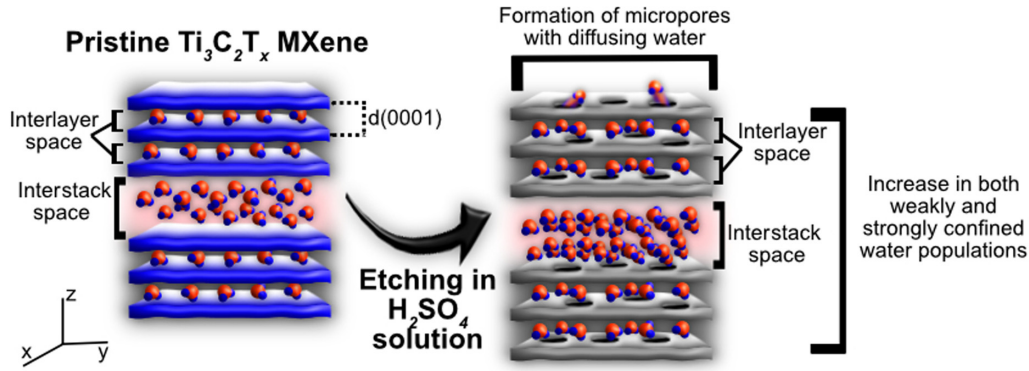 Pristine Ti₃C₂Tₓ MXene
Interlayer
space
d(0001)
Interstack
space
z
x
y
Etching in
H₂SO₄
solution
Formation of micropores
with diffusing water
Interlayer
space
Interstack
space
Increase in both
weakly and
strongly confined
water populations